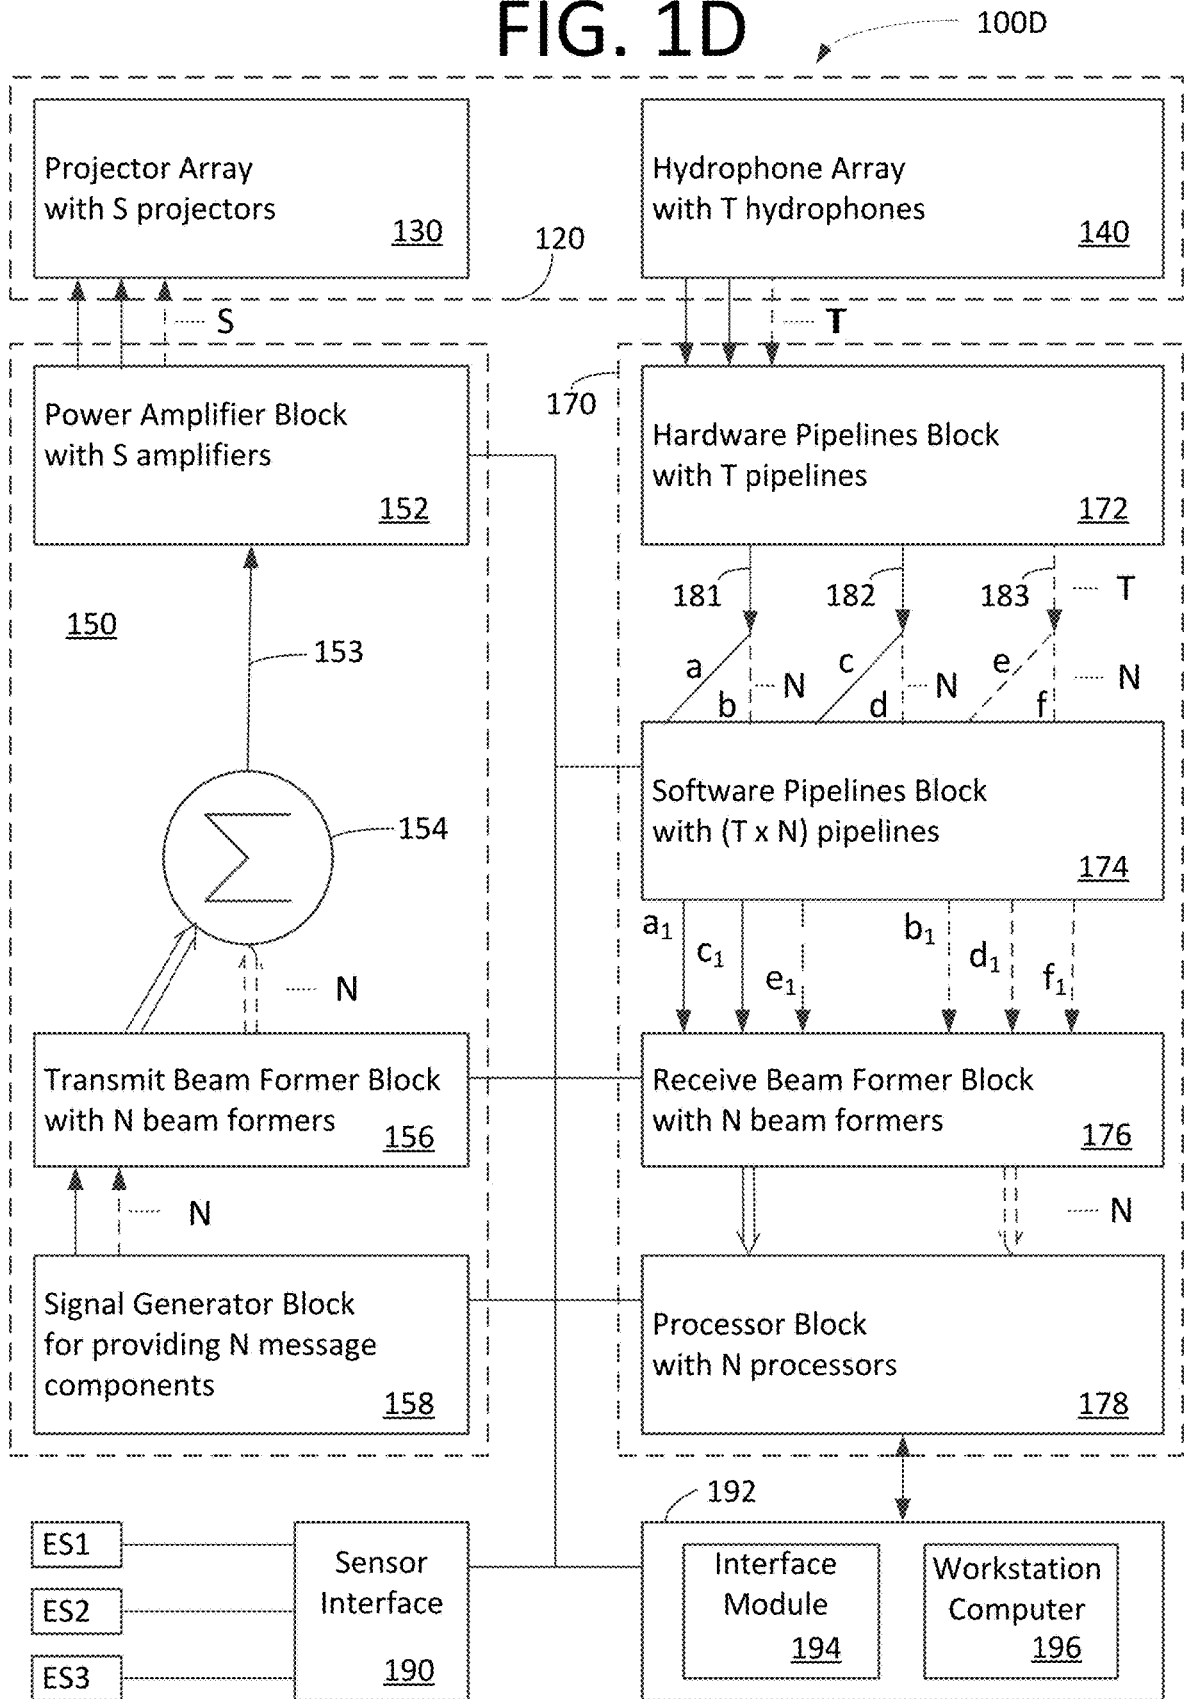 FIG. 1D
100D
Projector Array
with S projectors
130
Hydrophone Array
with T hydrophones
140
120
S
T
170
Power Amplifier Block
with S amplifiers
152
Hardware Pipelines Block
with T pipelines
172
181
182
183
T
150
153
a
b
N
c
d
N
e
f
N
154
Software Pipelines Block
with (T x N) pipelines
174
a1
c1
e1
b1
d1
f1
N
Transmit Beam Former Block
with N beam formers
156
Receive Beam Former Block
with N beam formers
176
N
N
Signal Generator Block
for providing N message
components
158
Processor Block
with N processors
178
192
ES1
ES2
ES3
Sensor
Interface
190
Interface
Module
194
Workstation
Computer
196